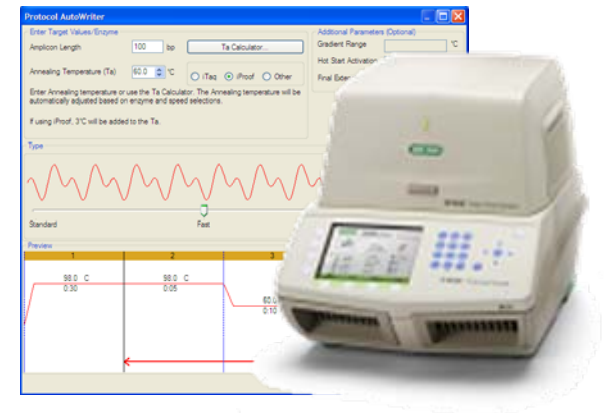 Protocol AutoWriter
Enter Target Values/Enzyme
Amplicon Length 100 bp Ta Calculator...
Annealing Temperature (Ta) 60.0 °C iTaq iProof Other
Enter Annealing temperature or use the Ta Calculator. The Annealing temperature will be
automatically adjusted based on enzyme and speed selections.
If using iProof, 3°C will be added to the Ta.
Additional Parameters (Optional)
Gradient Range °C
Hot Start Activation
Final Exten
Type
Standard Fast
Preview
1 2 3
98.0 C 98.0 C 60.0
0:30 0:05 0:10
BIO RAD